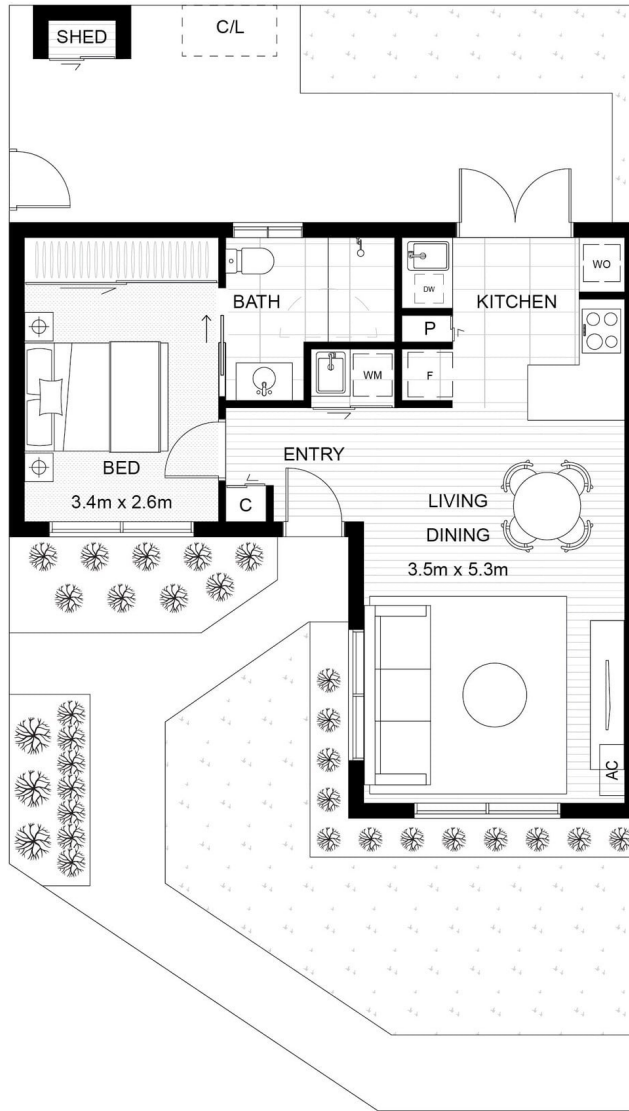 SHED
C/L
BATH
DW
KITCHEN
WO
P
WM
F
BED
3.4m x 2.6m
ENTRY
C
LIVING
DINING
3.5m x 5.3m
AC